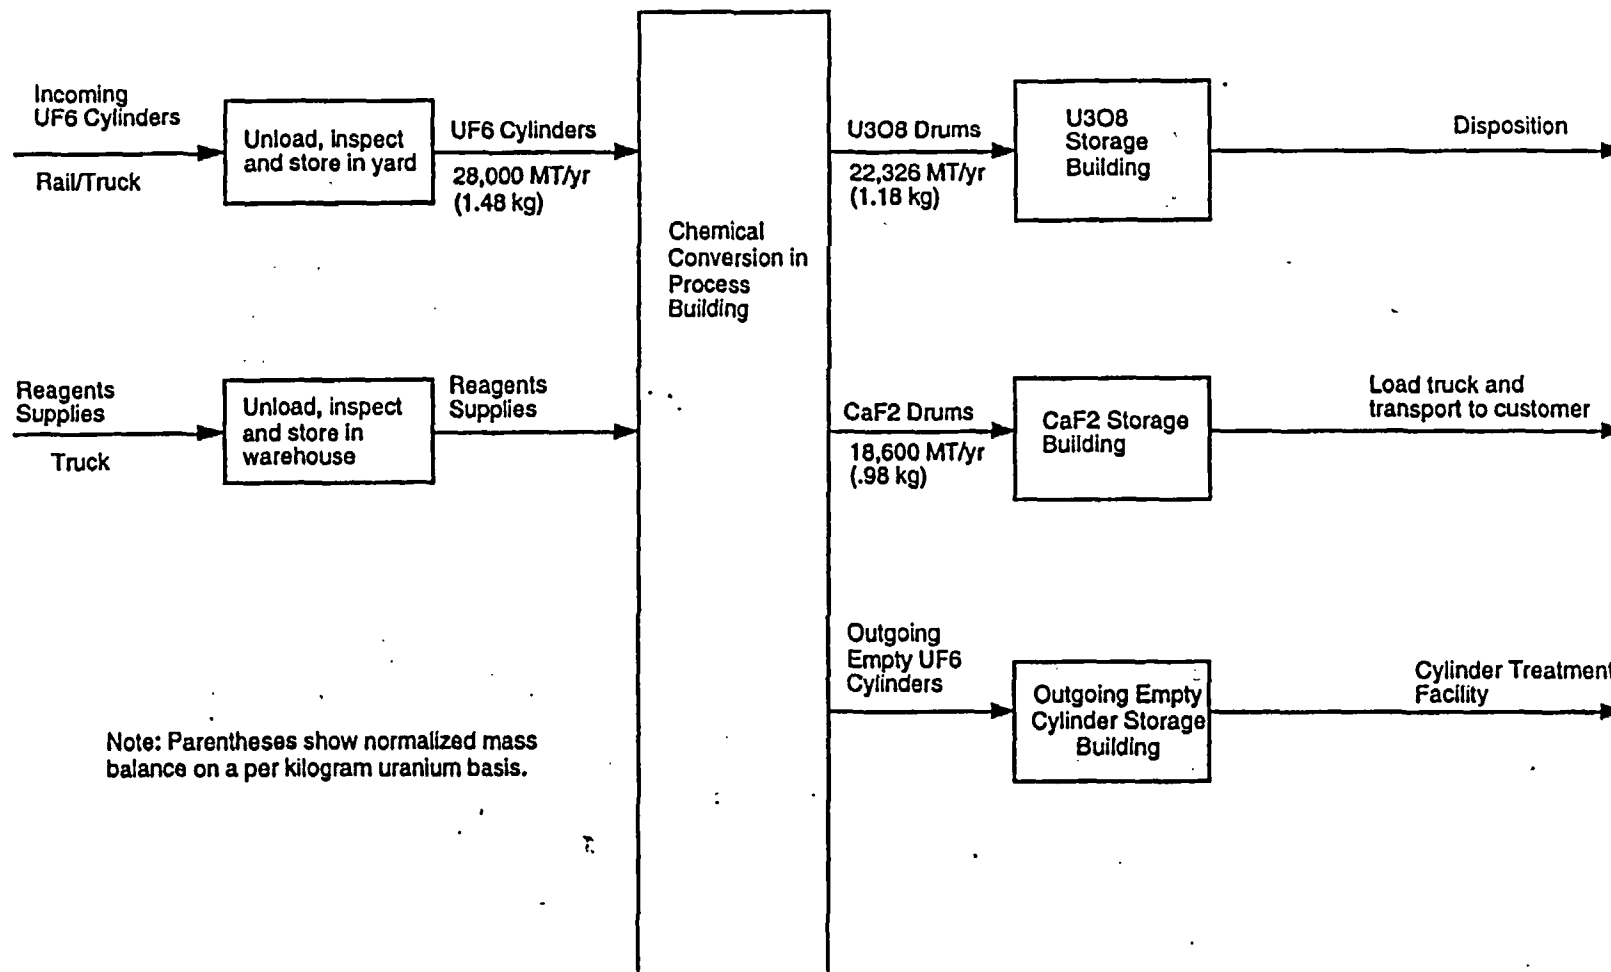 Incoming
UF6 Cylinders
Rail/Truck
Unload, inspect
and store in yard
UF6 Cylinders
28,000 MT/yr
(1.48 kg)
Reagents
Supplies
Truck
Unload, inspect
and store in
warehouse
Reagents
Supplies
Chemical
Conversion in
Process
Building
U3O8 Drums
22,326 MT/yr
(1.18 kg)
U3O8
Storage
Building
Disposition
CaF2 Drums
18,600 MT/yr
(.98 kg)
CaF2 Storage
Building
Load truck and
transport to customer
Outgoing
Empty UF6
Cylinders
Outgoing Empty
Cylinder Storage
Building
Cylinder Treatment
Facility
Note: Parentheses show normalized mass
balance on a per kilogram uranium basis.